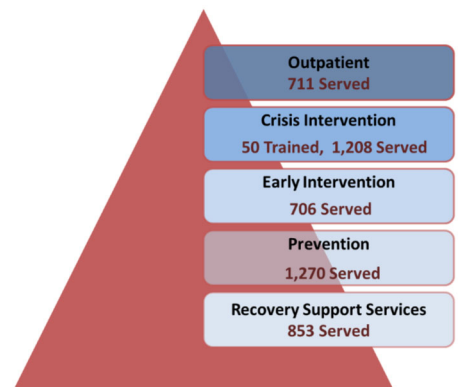 Outpatient
711 Served
Crisis Intervention
50 Trained,  1,208 Served
Early Intervention
706 Served
Prevention
1,270 Served
Recovery Support Services
853 Served